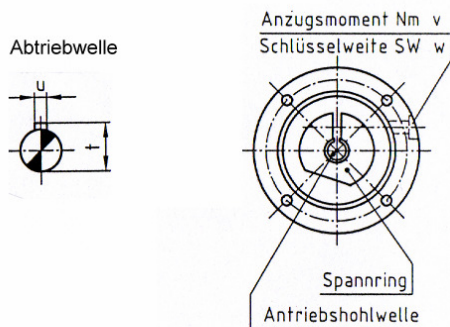 Anzugsmoment Nm v
Schlüsselweite SW w
Abtriebwelle
u
t
Spannring
Antriebshohlwelle